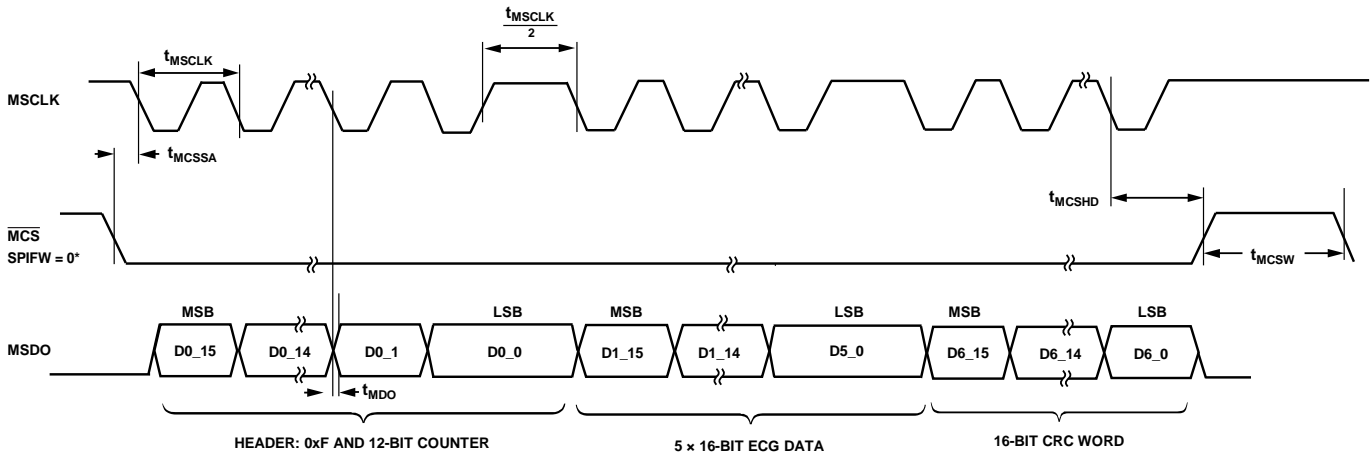 tMSCLK
tMSCLK
2
MSCLK
tMCSSA
tMCSHD
MCS
SPIFW = 0*
tMCSW
MSB LSB MSB LSB MSB LSB
MSDO
D0_15 D0_14 D0_1 D0_0 D1_15 D1_14 D5_0 D6_15 D6_14 D6_0
tMDO
HEADER: 0xF AND 12-BIT COUNTER
5 × 16-BIT ECG DATA
16-BIT CRC WORD